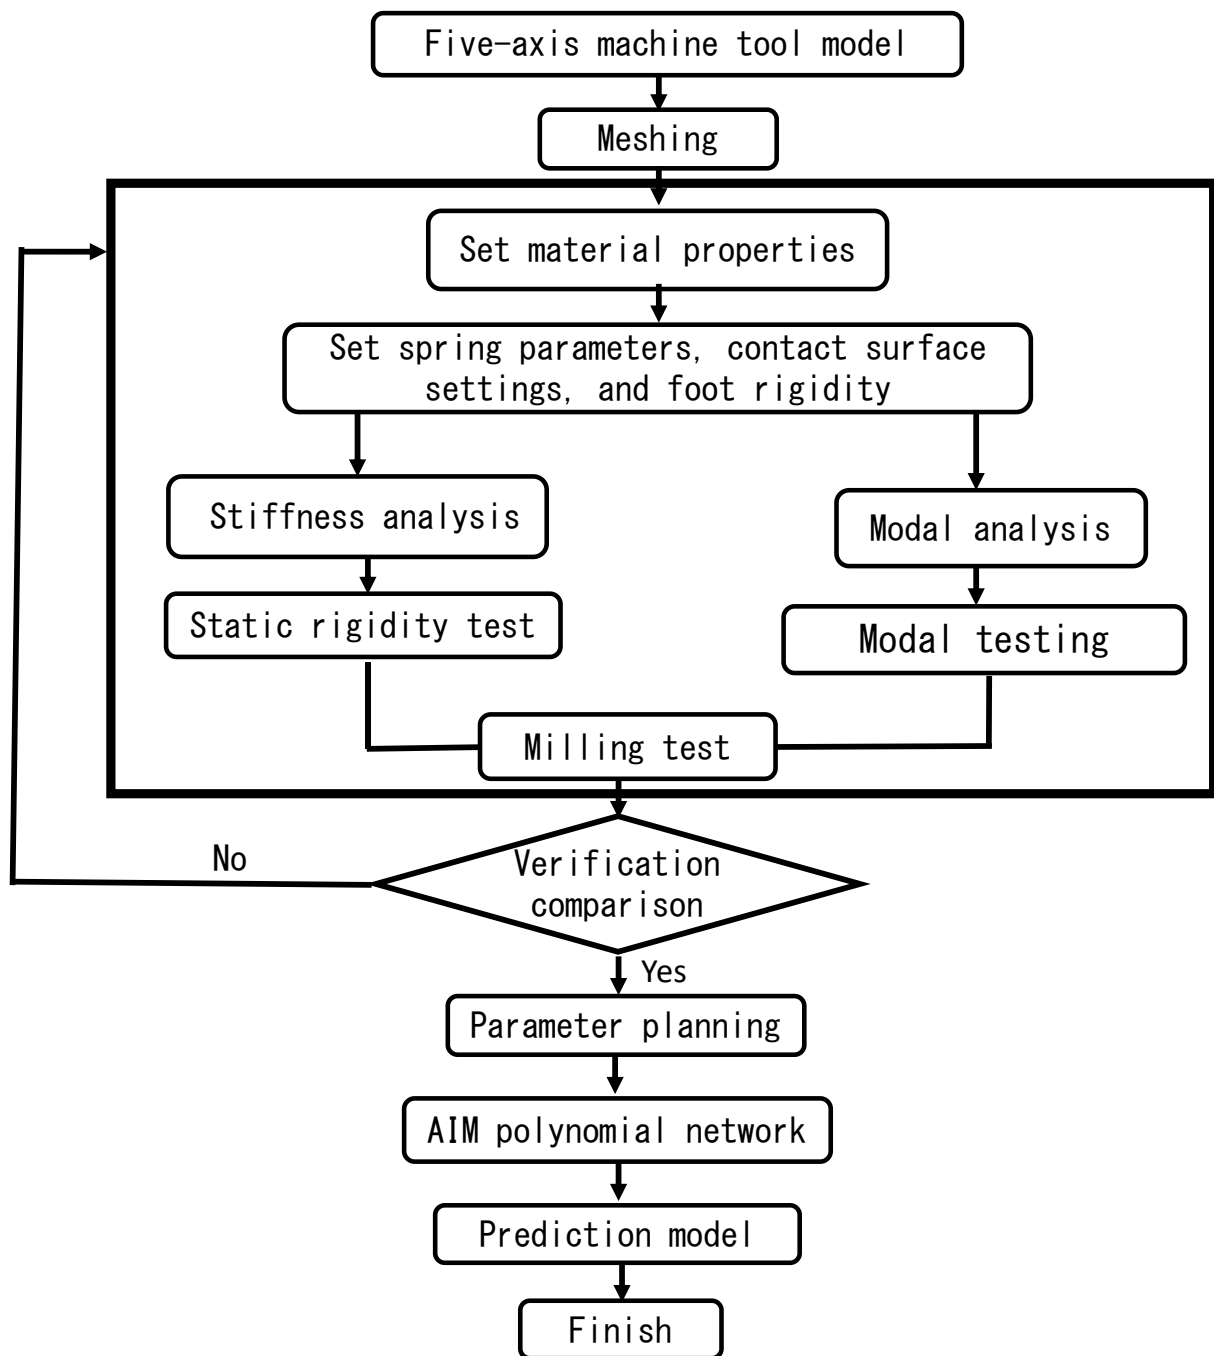 Five-axis machine tool model
Meshing
Set material properties
Set spring parameters, contact surface
settings, and foot rigidity
Stiffness analysis
Modal analysis
Static rigidity test
Modal testing
Milling test
No
Verification
comparison
Yes
Parameter planning
AIM polynomial network
Prediction model
Finish